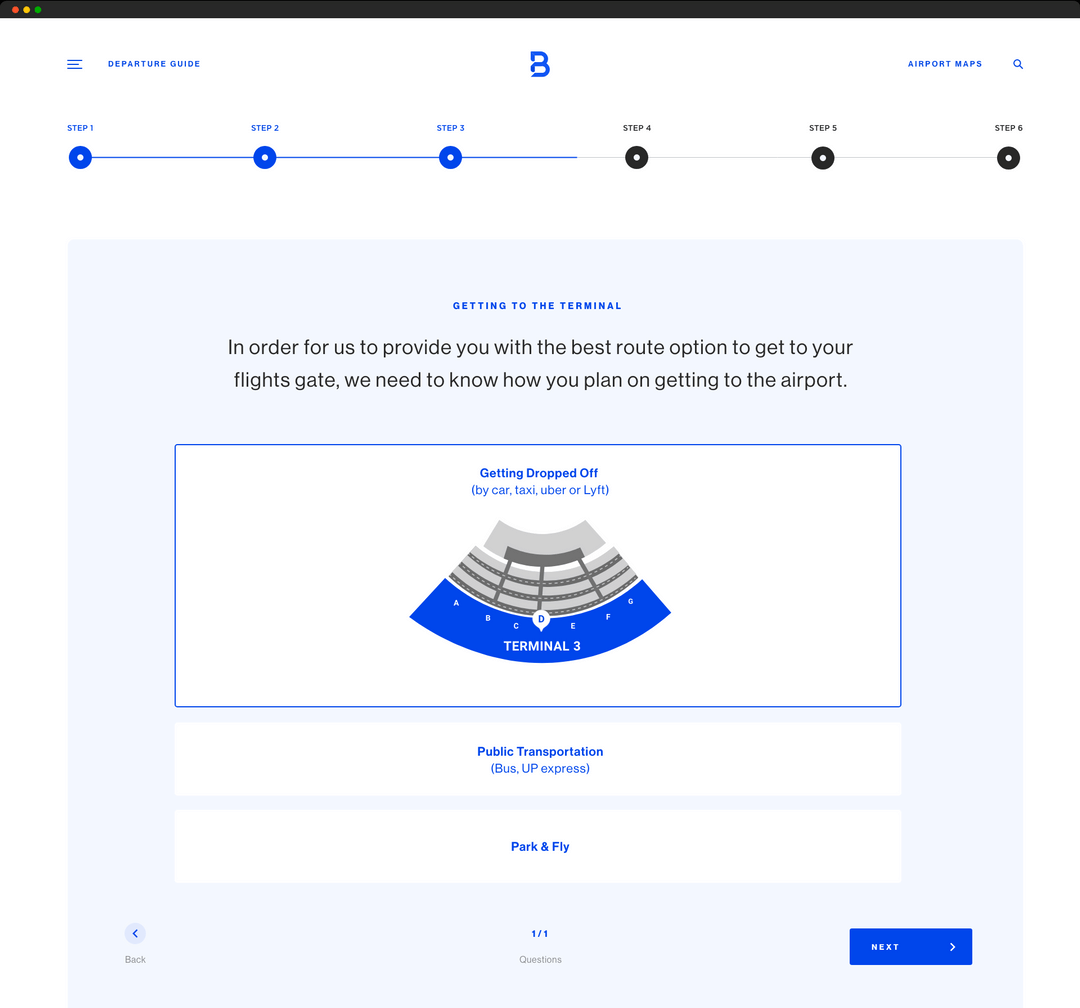 DEPARTURE GUIDE
B
AIRPORT MAPS
STEP 1
STEP 2
STEP 3
STEP 4
STEP 5
STEP 6
GETTING TO THE TERMINAL
In order for us to provide you with the best route option to get to your
flights gate, we need to know how you plan on getting to the airport.
Getting Dropped Off
(by car, taxi, uber or Lyft)
A
B
C
D
E
F
G
TERMINAL 3
Public Transportation
(Bus, UP express)
Park & Fly
Back
1 / 1
Questions
NEXT